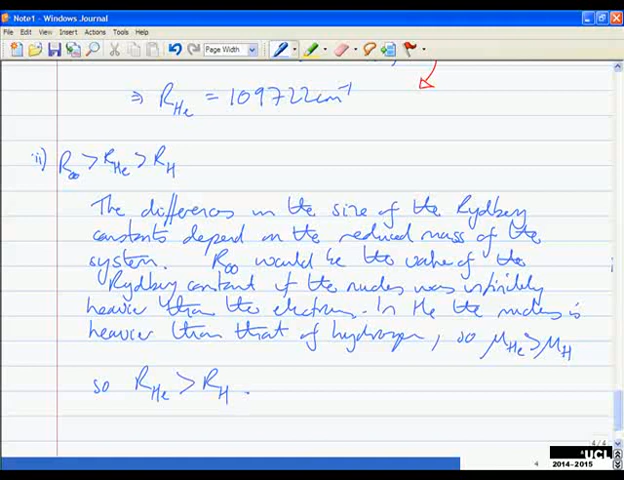 Note1 - Windows Journal
File Edit View Insert Actions Tools Help
Page Width
⇒ R_He = 109722cm⁻¹
ii) R∞ > R_He > R_H
The differences in the size of the Rydberg
constants depend on the reduced mass of the
system. R∞ would be the value of the
Rydberg constant if the nucleus was infinitely
heavier than the electron. In He the nucleus is
heavier than that of hydrogen, so μ_He > μ_H
so R_He > R_H.
4/4
UCL
4 2014-2015